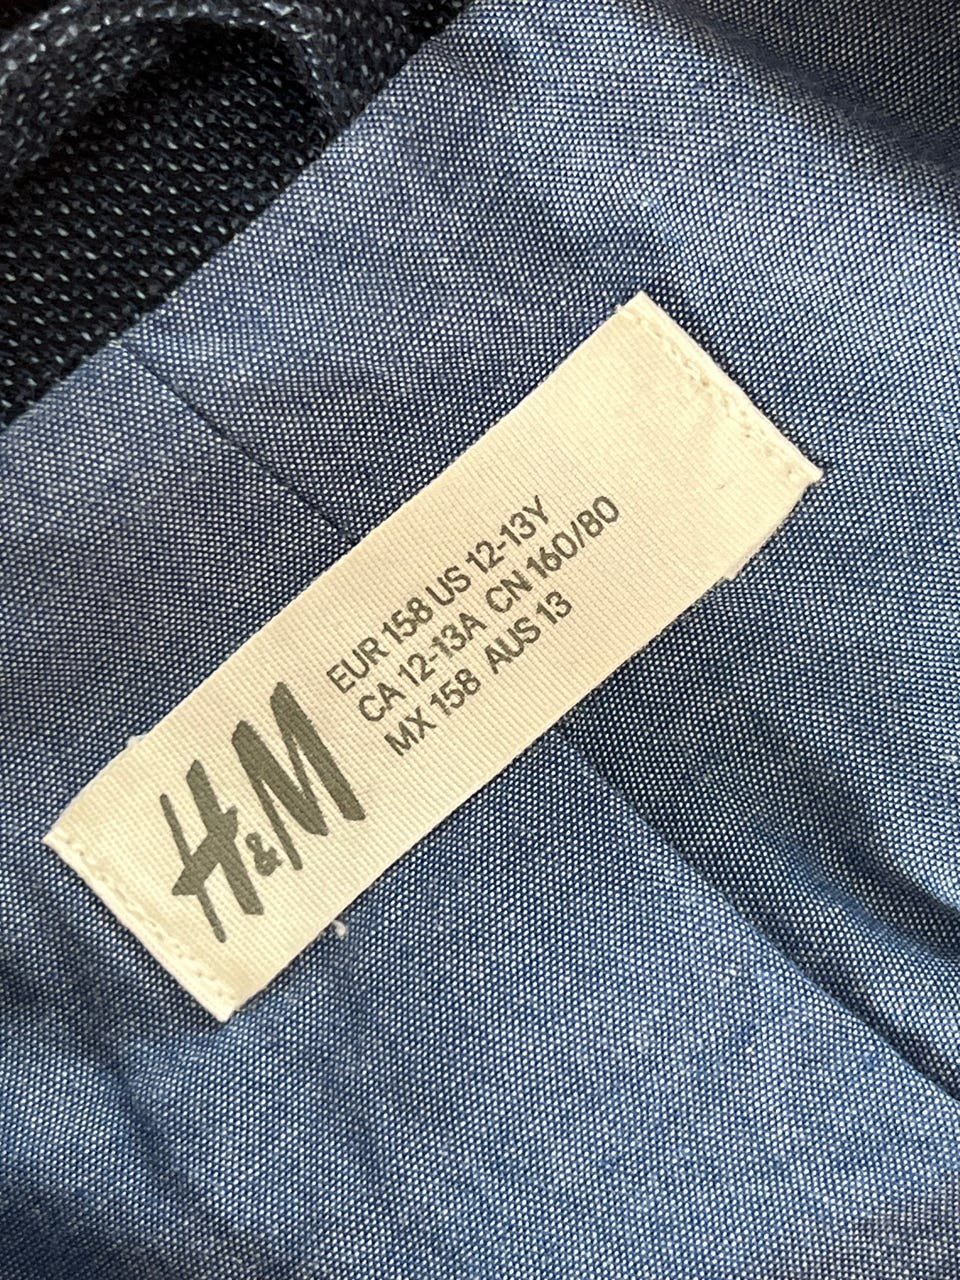 H&M
EUR 158 US 12-13Y
CA 12-13A CN 160/80
MX 158 AUS 13